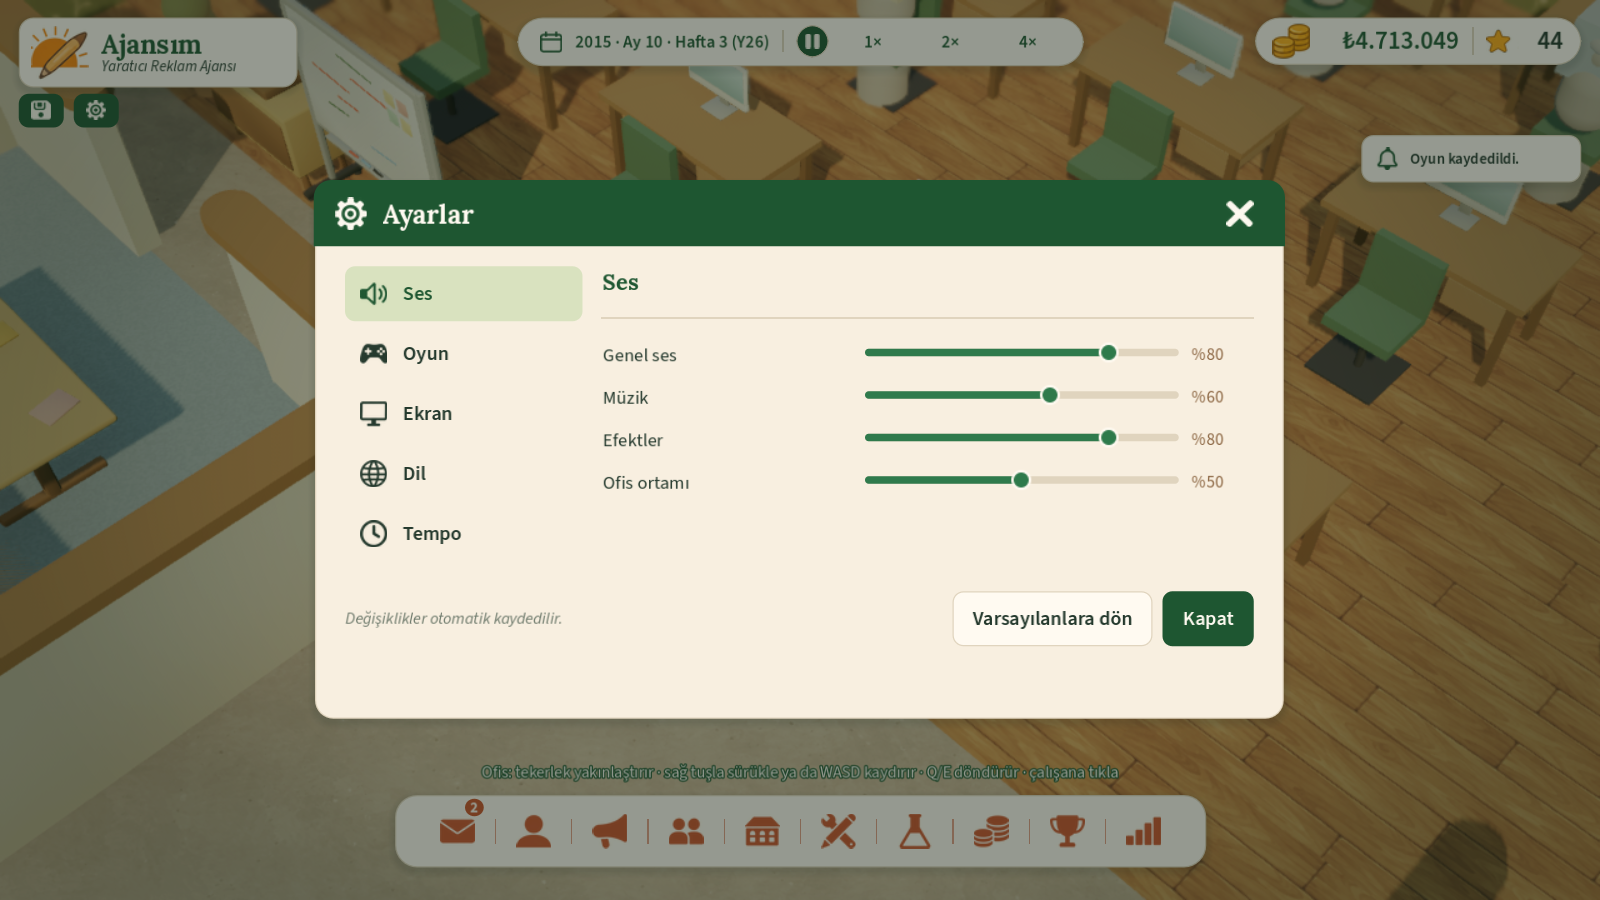 Ajansım
Yaratıcı Reklam Ajansı
2015 · Ay 10 · Hafta 3 (Y26)
1×
2×
4×
₺4.713.049
44
Oyun kaydedildi.
Ayarlar
Ses
Oyun
Ekran
Dil
Tempo
Ses
Genel ses
%80
Müzik
%60
Efektler
%80
Ofis ortamı
%50
Değişiklikler otomatik kaydedilir.
Varsayılanlara dön
Kapat
Ofis: tekerlek yakınlaştırır · sağ tuşla sürükle ya da WASD kaydırır · Q/E döndürür · çalışana tıkla
2